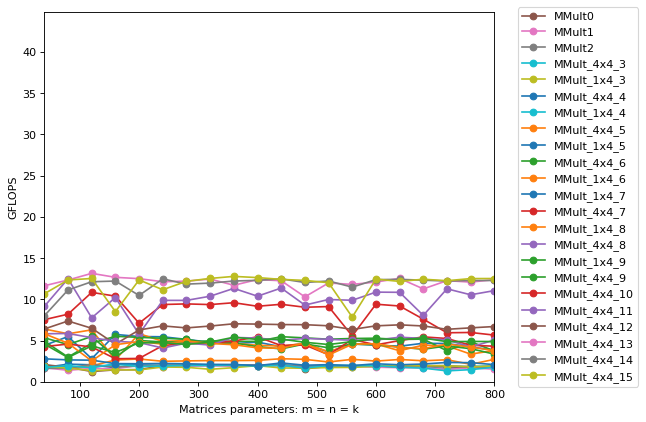 GFLOPS
40
35
30
25
20
15
10
5
0
100
200
300
400
500
600
700
800
Matrices parameters: m = n = k
MMult0
MMult1
MMult2
MMult_4x4_3
MMult_1x4_3
MMult_4x4_4
MMult_1x4_4
MMult_4x4_5
MMult_1x4_5
MMult_4x4_6
MMult_1x4_6
MMult_1x4_7
MMult_4x4_7
MMult_1x4_8
MMult_4x4_8
MMult_1x4_9
MMult_4x4_9
MMult_4x4_10
MMult_4x4_11
MMult_4x4_12
MMult_4x4_13
MMult_4x4_14
MMult_4x4_15